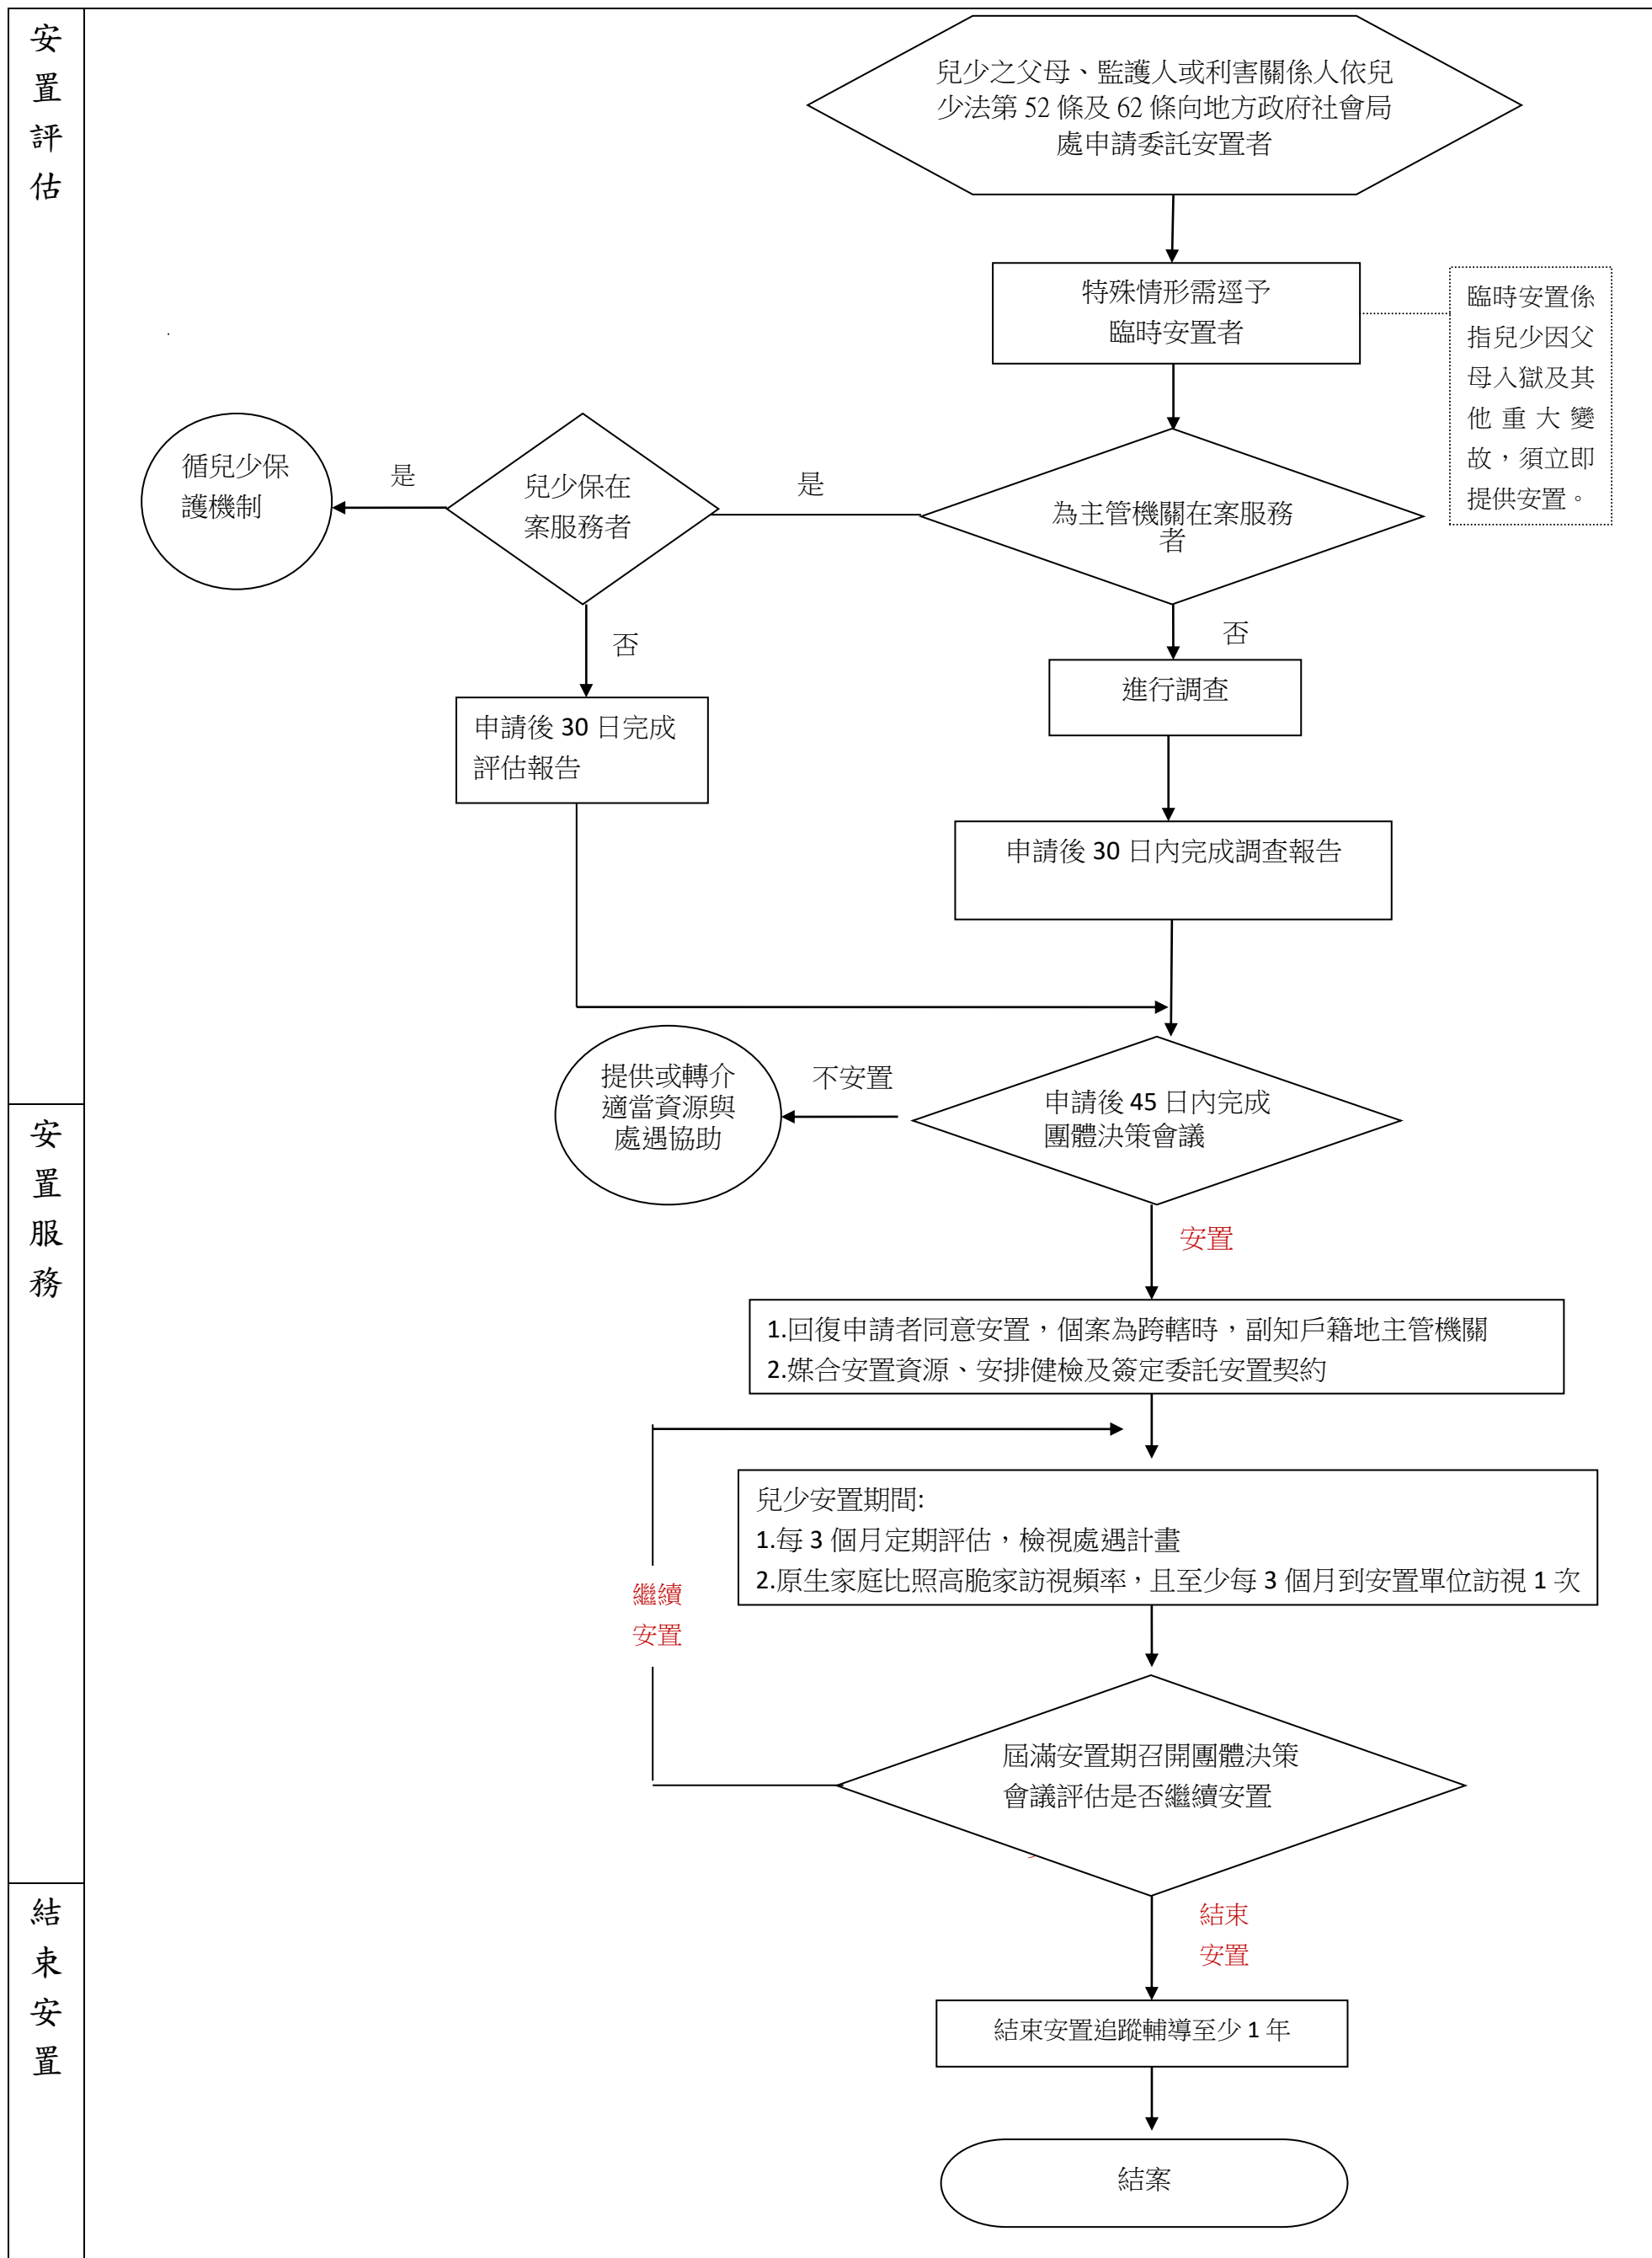 安
置
評
估
兒少之父母、監護人或利害關係人依兒
少法第 52 條及 62 條向地方政府社會局
處申請委託安置者
特殊情形需逕予
臨時安置者
臨時安置係
指兒少因父
母入獄及其
他重大變
故，須立即
提供安置。
為主管機關在案服務
者
是
兒少保在
案服務者
是
循兒少保
護機制
否
申請後 30 日完成
評估報告
否
進行調查
申請後 30 日內完成調查報告
申請後 45 日內完成
團體決策會議
不安置
提供或轉介
適當資源與
處遇協助
安
置
服
務
安置
1.回復申請者同意安置，個案為跨轄時，副知戶籍地主管機關
2.媒合安置資源、安排健檢及簽定委託安置契約
兒少安置期間:
1.每 3 個月定期評估，檢視處遇計畫
2.原生家庭比照高脆家訪視頻率，且至少每 3 個月到安置單位訪視 1 次
繼續
安置
屆滿安置期召開團體決策
會議評估是否繼續安置
結
束
安
置
結束
安置
結束安置追蹤輔導至少 1 年
結案